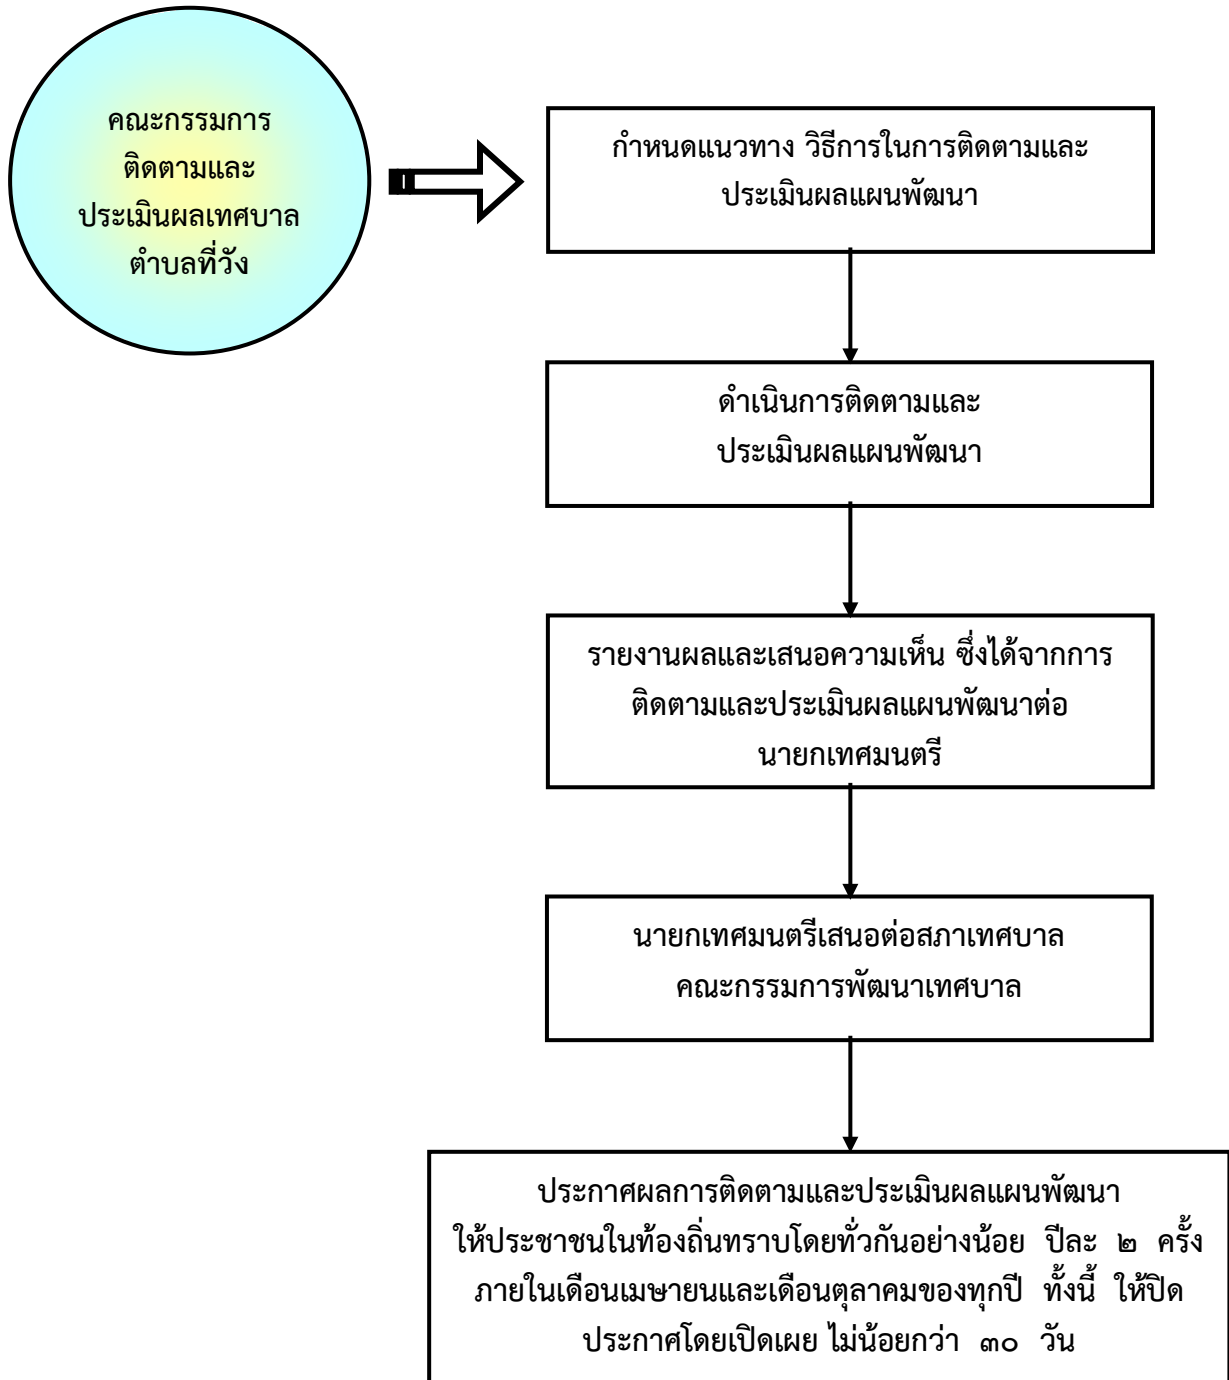 คณะกรรมการ
ติดตามและ
ประเมินผลเทศบาล
ตำบลที่วัง
กำหนดแนวทาง วิธีการในการติดตามและ
ประเมินผลแผนพัฒนา
ดำเนินการติดตามและ
ประเมินผลแผนพัฒนา
รายงานผลและเสนอความเห็น ซึ่งได้จากการ
ติดตามและประเมินผลแผนพัฒนาต่อ
นายกเทศมนตรี
นายกเทศมนตรีเสนอต่อสภาเทศบาล
คณะกรรมการพัฒนาเทศบาล
ประกาศผลการติดตามและประเมินผลแผนพัฒนา
ให้ประชาชนในท้องถิ่นทราบโดยทั่วกันอย่างน้อย ปีละ ๒ ครั้ง
ภายในเดือนเมษายนและเดือนตุลาคมของทุกปี ทั้งนี้ ให้ปิด
ประกาศโดยเปิดเผย ไม่น้อยกว่า ๓๐ วัน